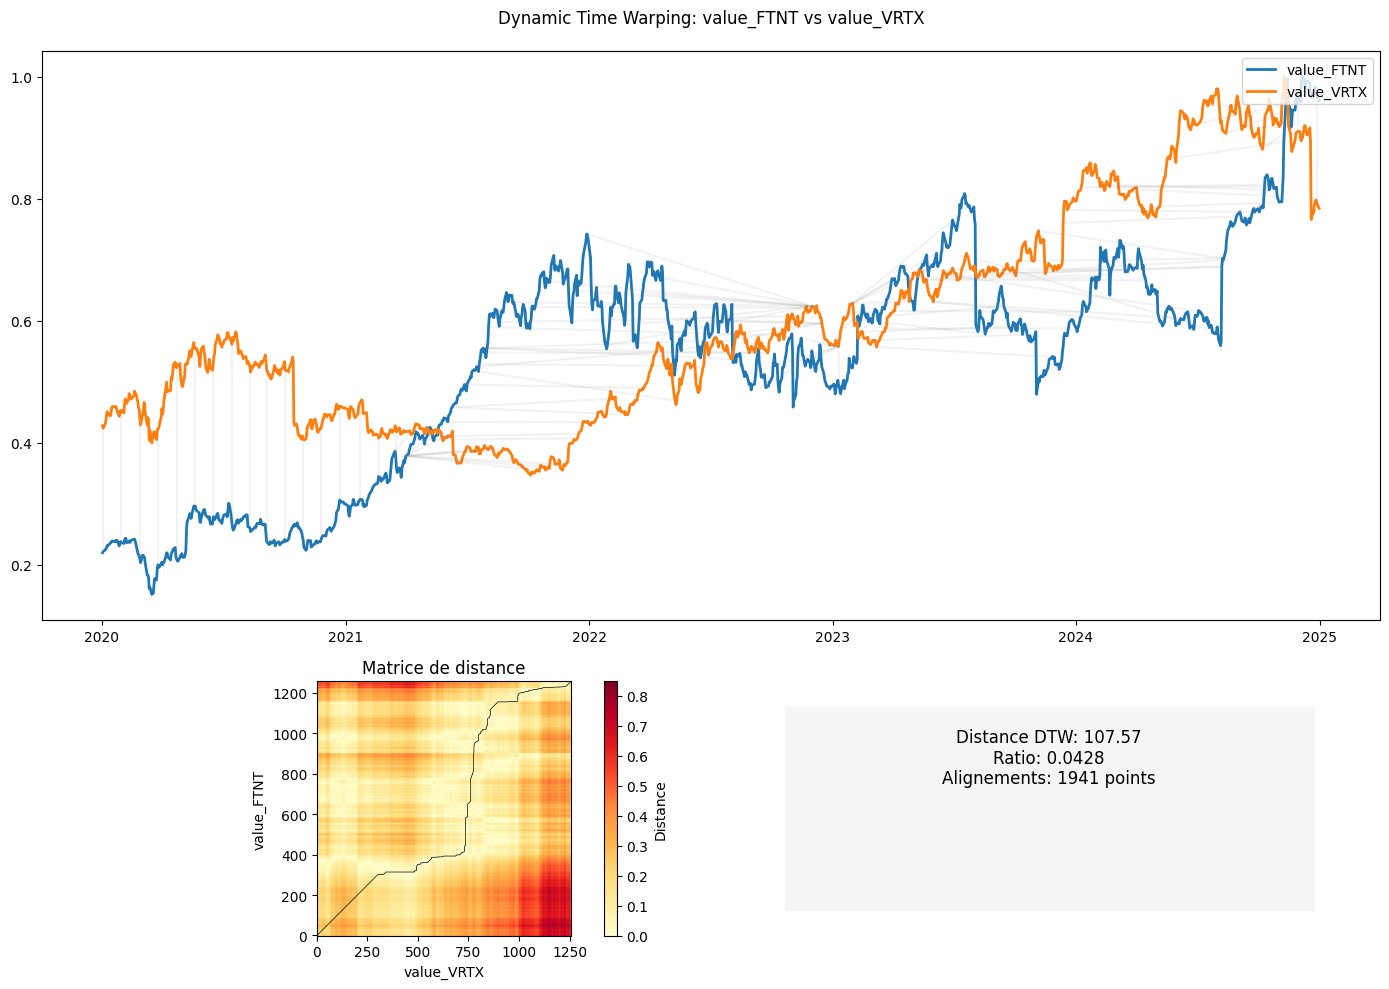 Dynamic Time Warping: value_FTNT vs value_VRTX
value_FTNT
value_VRTX
1.0
0.8
0.6
0.4
0.2
2020 2021 2022 2023 2024 2025
Matrice de distance
value_FTNT
1200
1000
800
600
400
200
0
0 250 500 750 1000 1250
value_VRTX
0.8
0.7
0.6
0.5
0.4
0.3
0.2
0.1
0.0
Distance
Distance DTW: 107.57
Ratio: 0.0428
Alignements: 1941 points